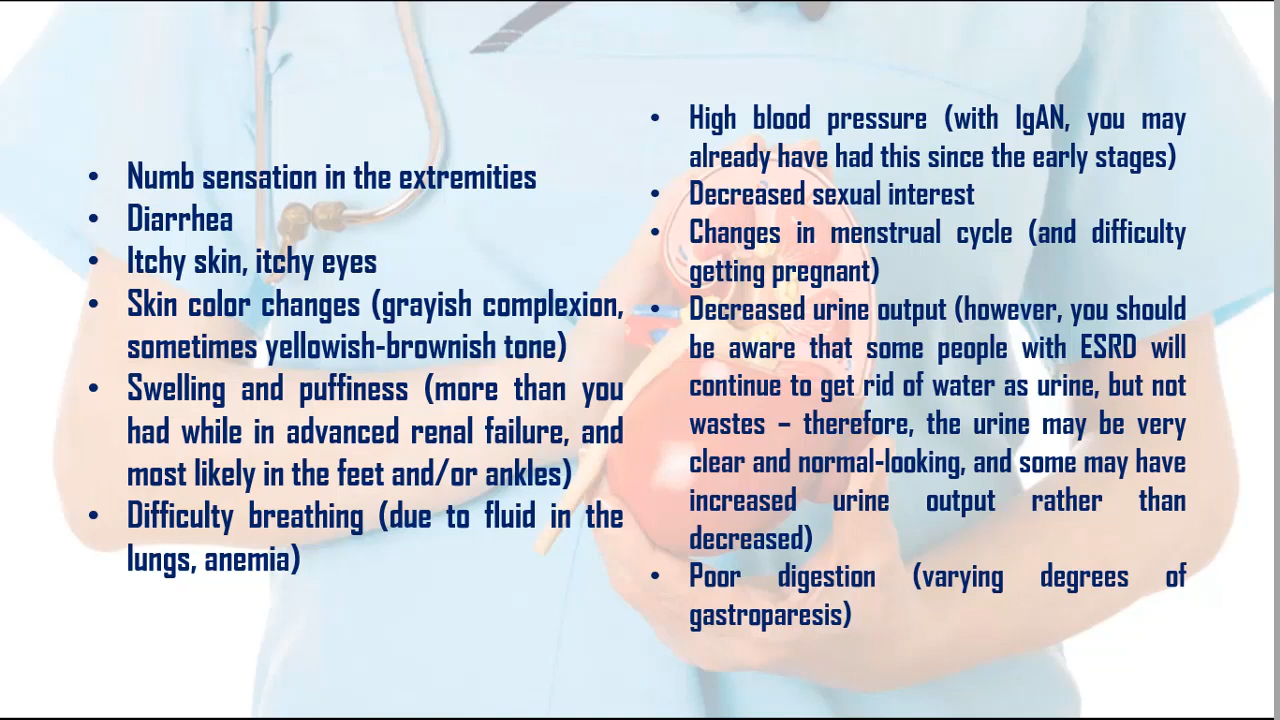 • Numb sensation in the extremities
• Diarrhea
• Itchy skin, itchy eyes
• Skin color changes (grayish complexion,
sometimes yellowish-brownish tone)
• Swelling and puffiness (more than you
had while in advanced renal failure, and
most likely in the feet and/or ankles)
• Difficulty breathing (due to fluid in the
lungs, anemia)
• High blood pressure (with IgAN, you may
already have had this since the early stages)
• Decreased sexual interest
• Changes in menstrual cycle (and difficulty
getting pregnant)
• Decreased urine output (however, you should
be aware that some people with ESRD will
continue to get rid of water as urine, but not
wastes – therefore, the urine may be very
clear and normal-looking, and some may have
increased urine output rather than
decreased)
• Poor digestion (varying degrees of
gastroparesis)